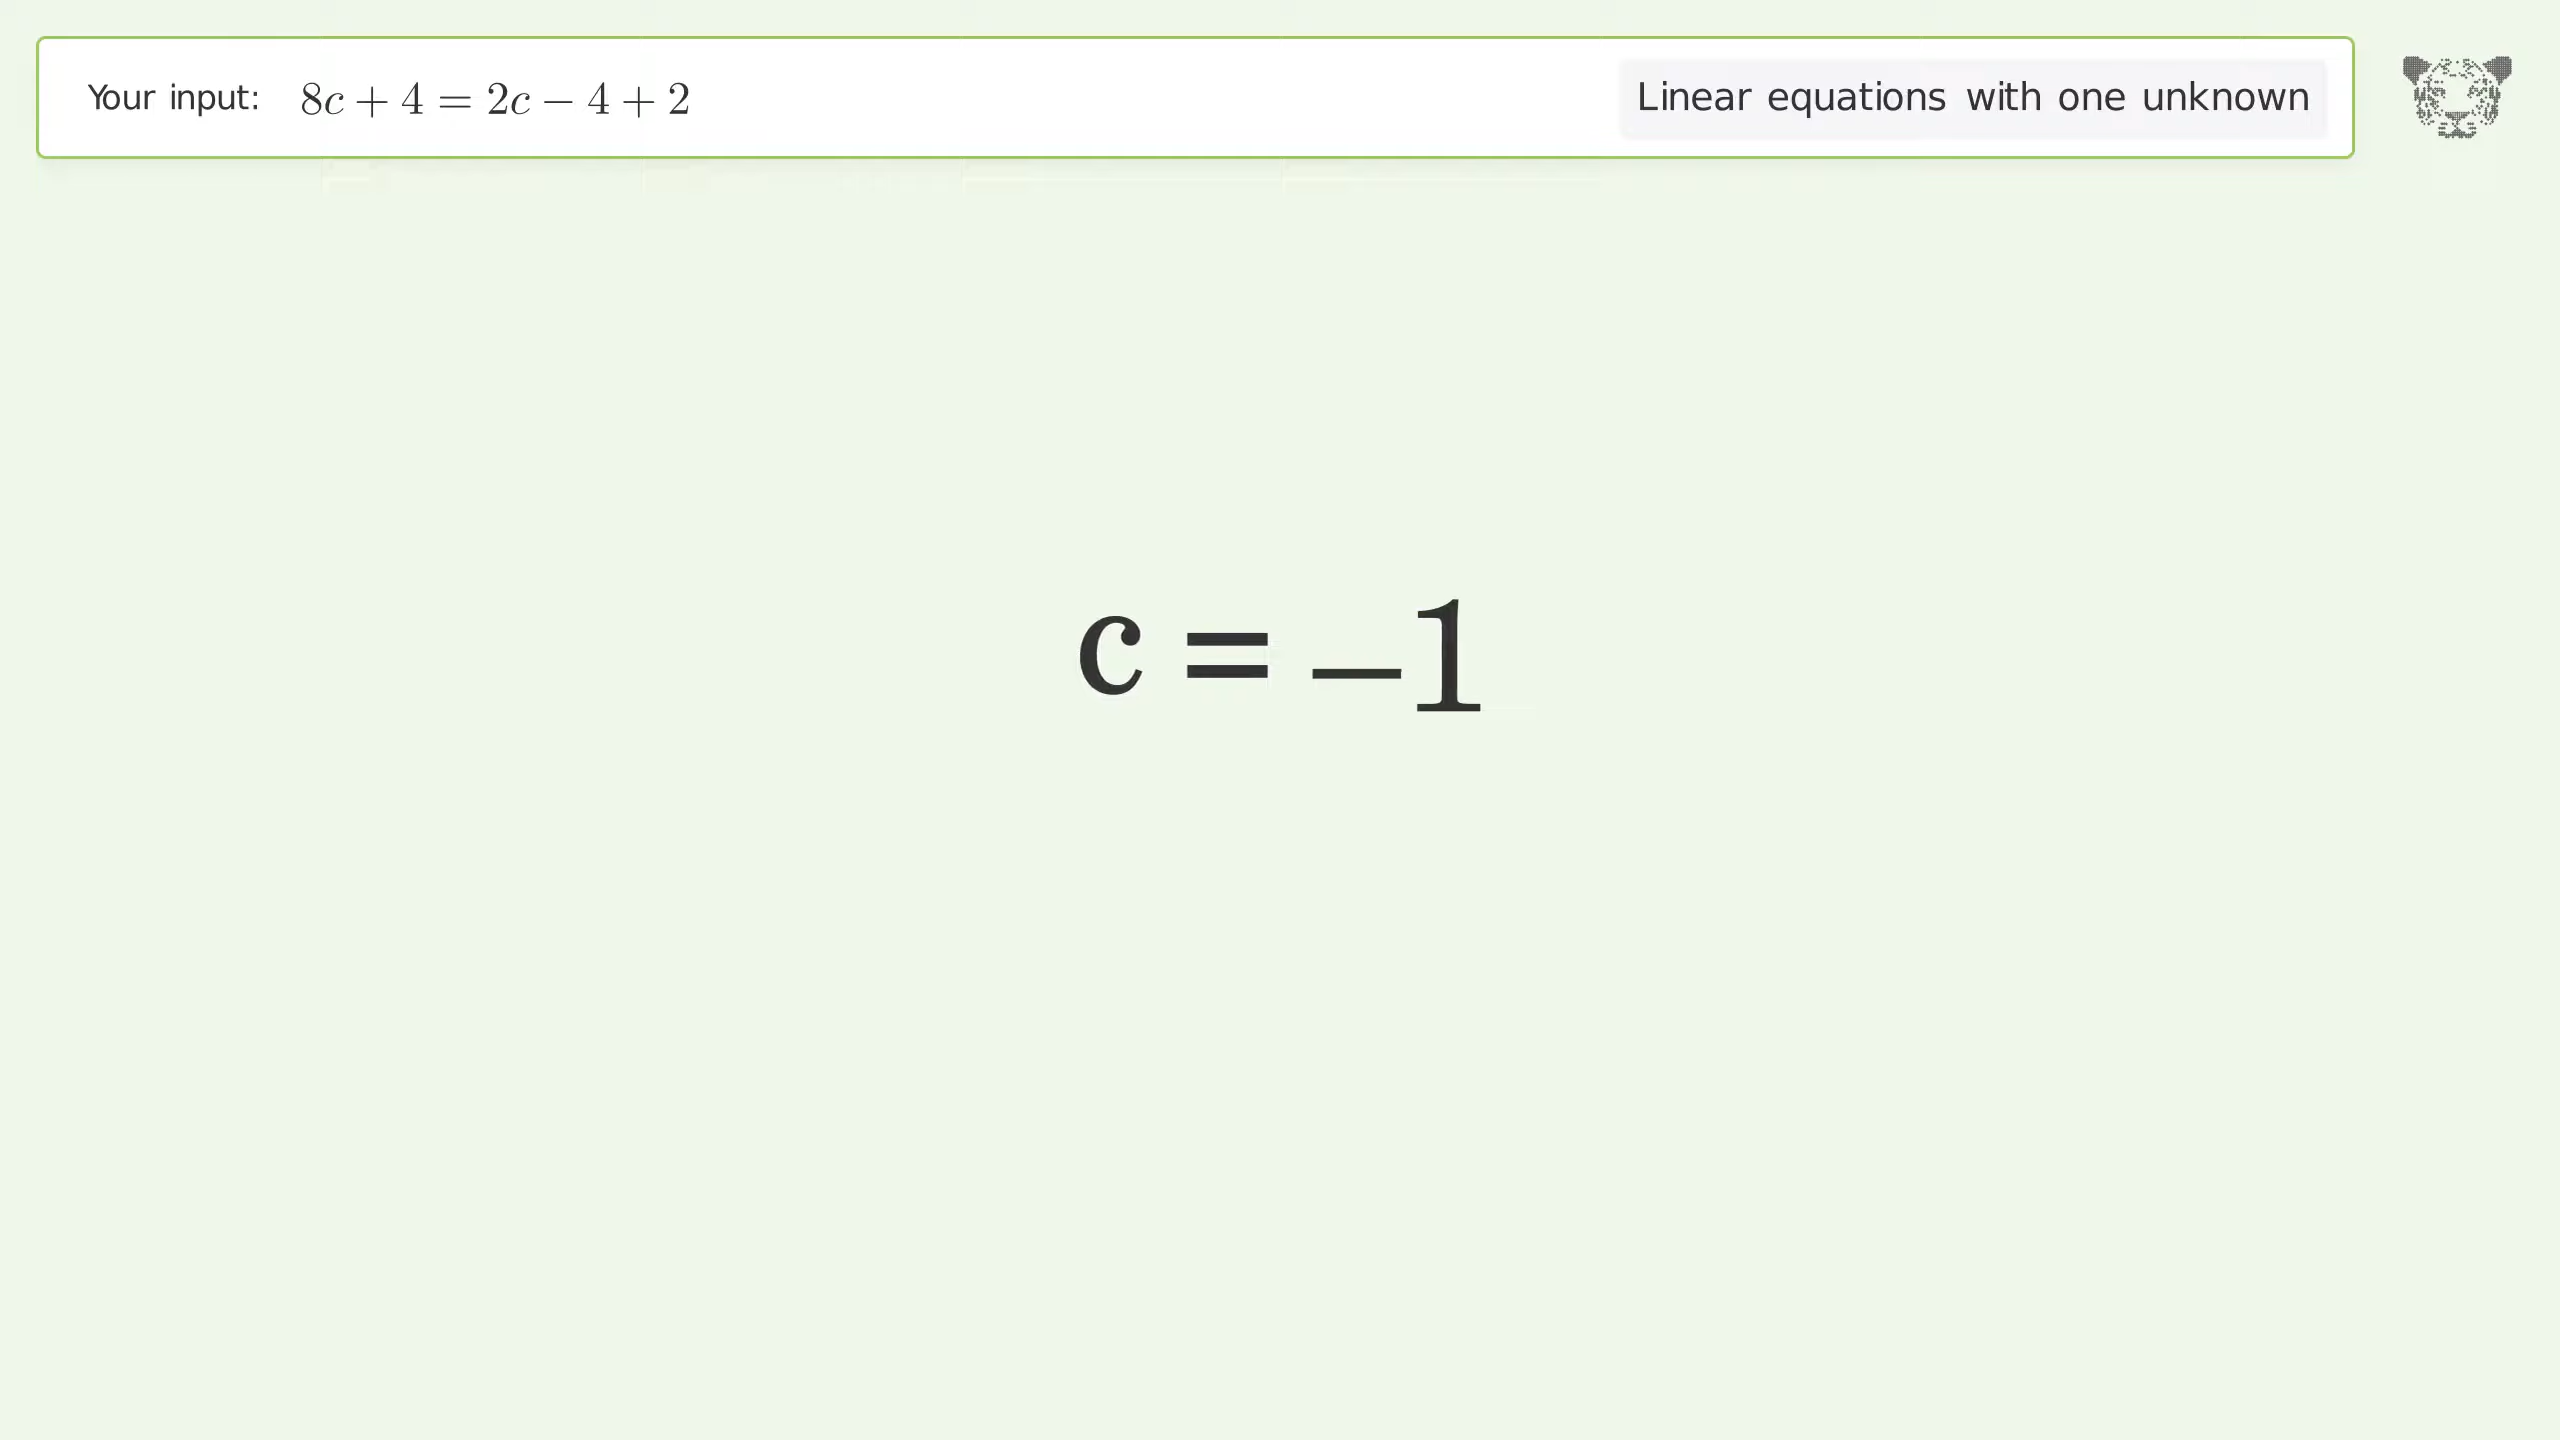 Your input: 8c + 4 = 2c − 4 + 2
Linear equations with one unknown
c = −1